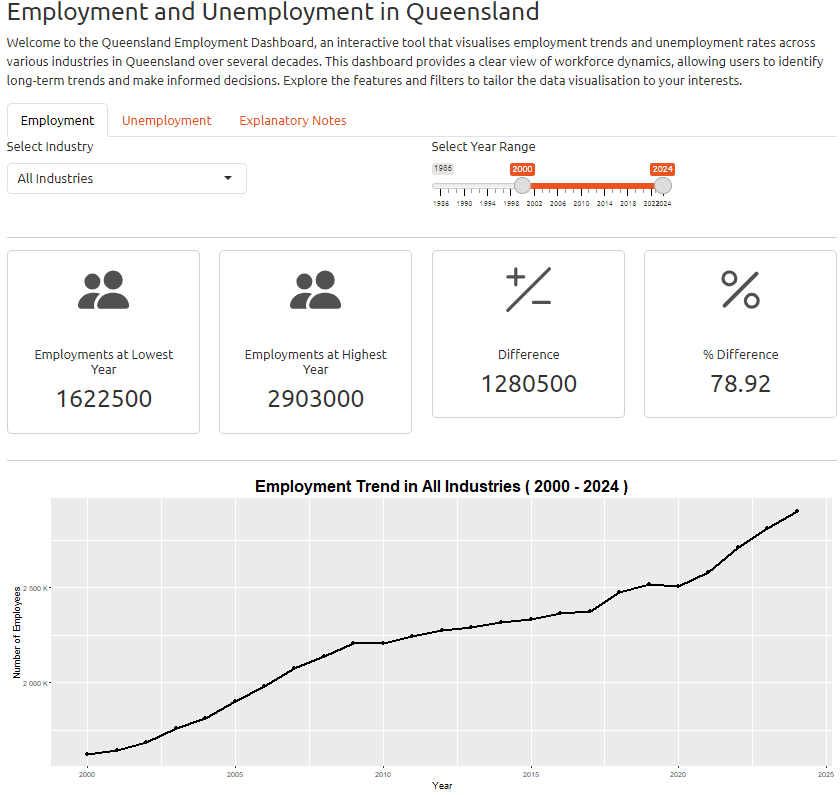 Employment and Unemployment in Queensland
Welcome to the Queensland Employment Dashboard, an interactive tool that visualises employment trends and unemployment rates across
various industries in Queensland over several decades. This dashboard provides a clear view of workforce dynamics, allowing users to identify
long-term trends and make informed decisions. Explore the features and filters to tailor the data visualisation to your interests.
Employment Unemployment Explanatory Notes
Select Industry
All Industries
Select Year Range
1986 2000 2024
1986 1990 1994 1998 2002 2006 2010 2014 2018 2022 2024
Employments at Lowest
Year
1622500
Employments at Highest
Year
2903000
Difference
1280500
% Difference
78.92
Employment Trend in All Industries ( 2000 - 2024 )
Number of Employees
2 500 K
2 000 K
2000 2005 2010 2015 2020 2025
Year